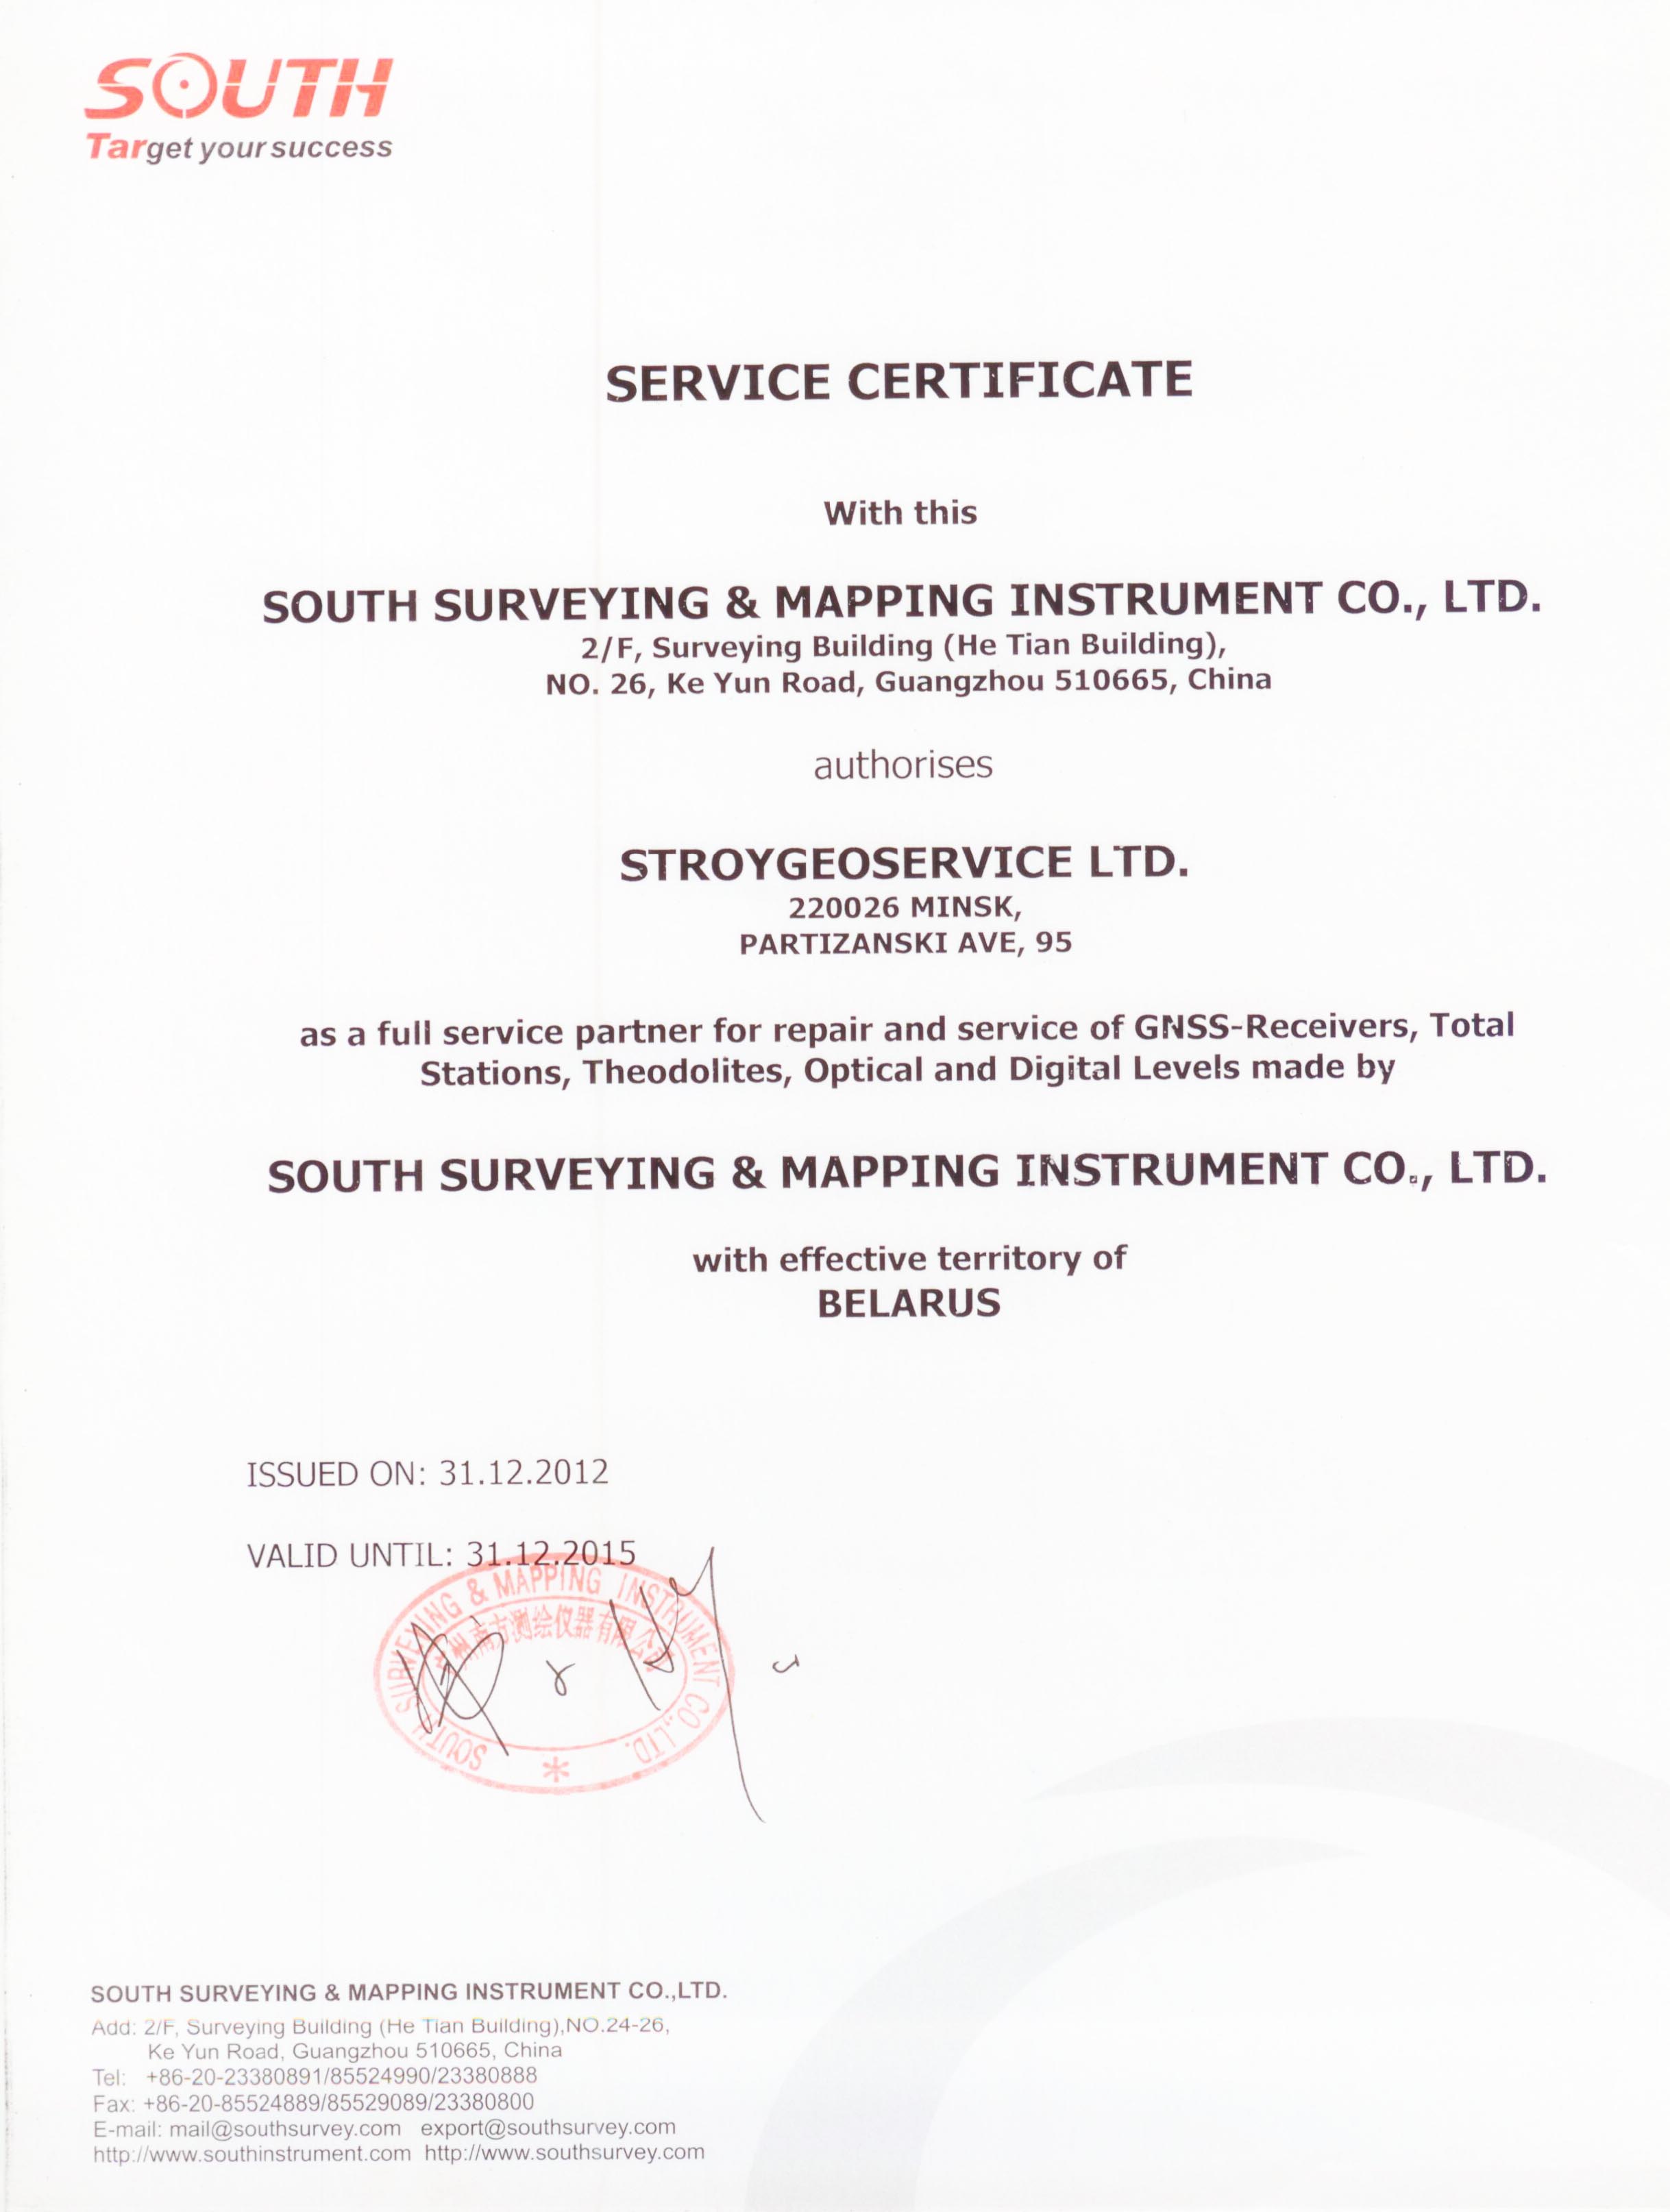 SOUTH
Target your success
SERVICE CERTIFICATE
With this
SOUTH SURVEYING & MAPPING INSTRUMENT CO., LTD.
2/F, Surveying Building (He Tian Building),
NO. 26, Ke Yun Road, Guangzhou 510665, China
authorises
STROYGEOSERVICE LTD.
220026 MINSK,
PARTIZANSKI AVE, 95
as a full service partner for repair and service of GNSS-Receivers, Total
Stations, Theodolites, Optical and Digital Levels made by
SOUTH SURVEYING & MAPPING INSTRUMENT CO., LTD.
with effective territory of
BELARUS
ISSUED ON: 31.12.2012
VALID UNTIL: 31.12.2015
SOUTH SURVEYING & MAPPING INSTRUMENT CO.,LTD.
州南方测绘仪器有限公司
SOUTH SURVEYING & MAPPING INSTRUMENT CO.,LTD.
Add: 2/F, Surveying Building (He Tian Building),NO.24-26,
Ke Yun Road, Guangzhou 510665, China
Tel: +86-20-23380891/85524990/23380888
Fax: +86-20-85524889/85529089/23380800
E-mail: mail@southsurvey.com export@southsurvey.com
http://www.southinstrument.com http://www.southsurvey.com